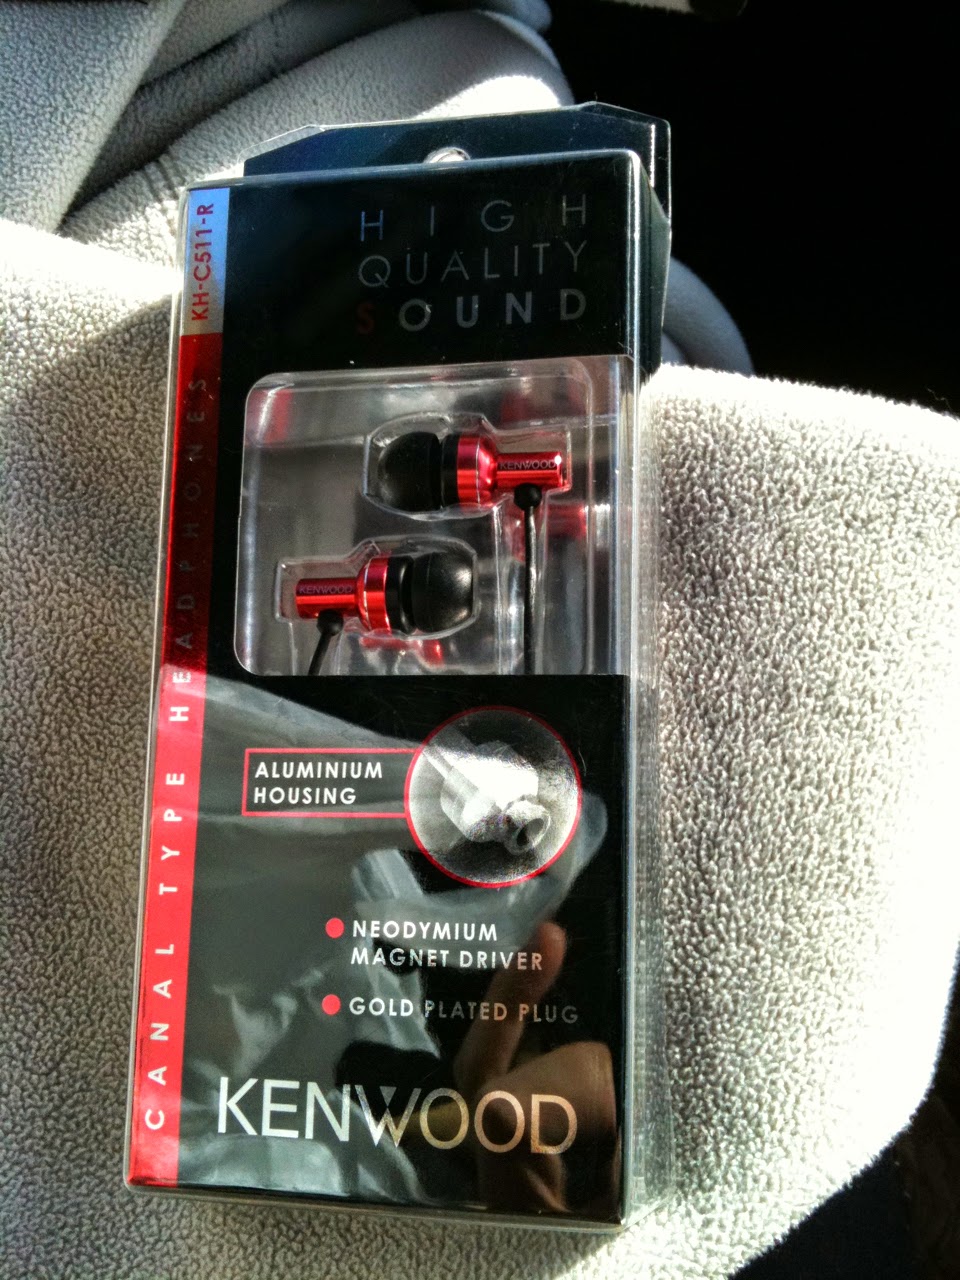 KH-C511-R
CANAL TYPE HEADPHONES
HIGH
QUALITY
SOUND
KENWOOD
KENWOOD
ALUMINIUM
HOUSING
NEODYMIUM
MAGNET DRIVER
GOLD PLATED PLUG
KENWOOD